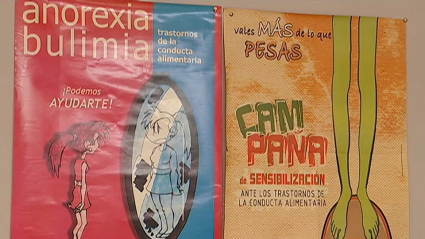 anorexia
bulimia
trastornos
de la
conducta
alimentaria
¡Podemos
AYUDARTE!
vales MÁS de lo que
PESAS
CAM
PAÑA
de SENSIBILIZACIÓN
ANTE LOS TRASTORNOS DE
LA CONDUCTA ALIMENTARIA